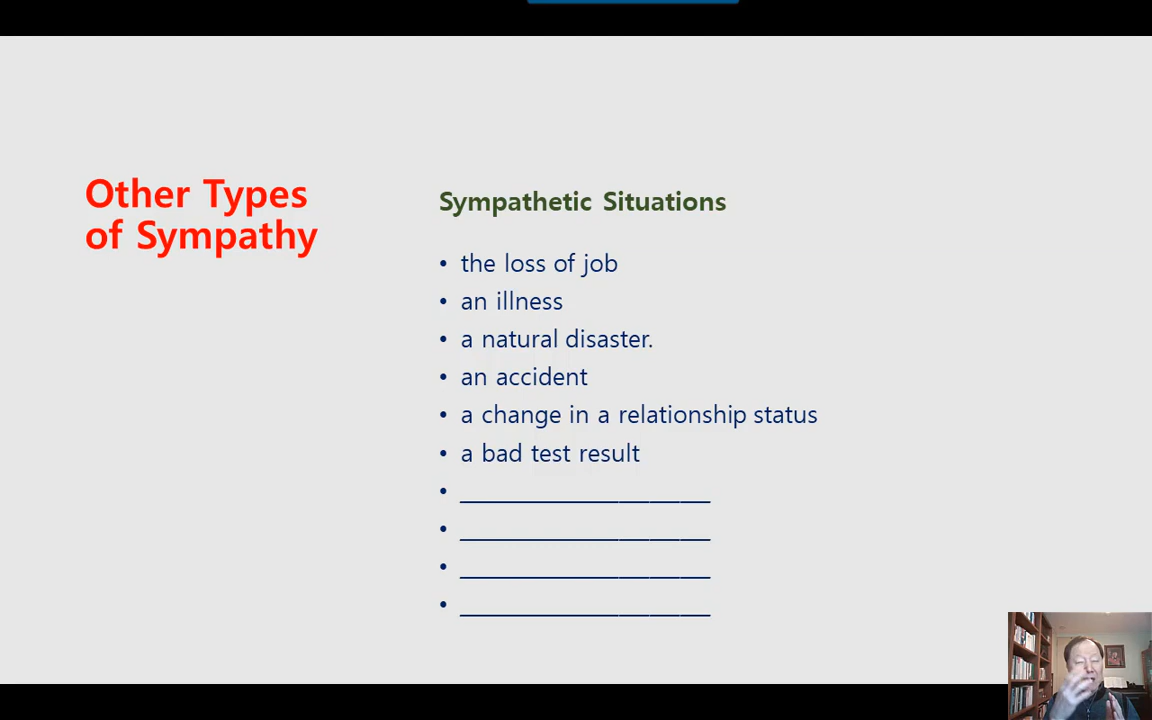 Other Types
of Sympathy
Sympathetic Situations
• the loss of job
• an illness
• a natural disaster.
• an accident
• a change in a relationship status
• a bad test result
• ____________________
• ____________________
• ____________________
• ____________________